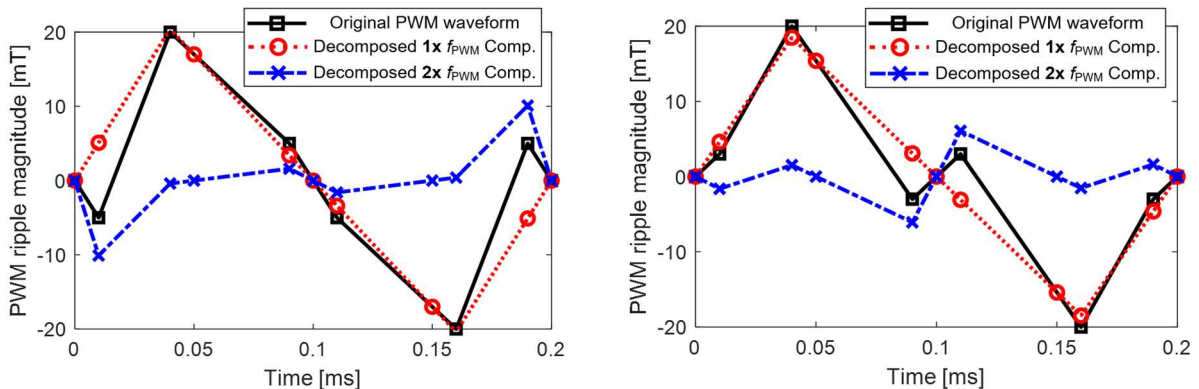 Original PWM waveform
Decomposed 1x fPWM Comp.
Decomposed 2x fPWM Comp.
PWM ripple magnitude [mT]
20
10
0
-10
-20
0
0.05
0.1
0.15
0.2
Time [ms]
Original PWM waveform
Decomposed 1x fPWM Comp.
Decomposed 2x fPWM Comp.
PWM ripple magnitude [mT]
20
10
0
-10
-20
0
0.05
0.1
0.15
0.2
Time [ms]